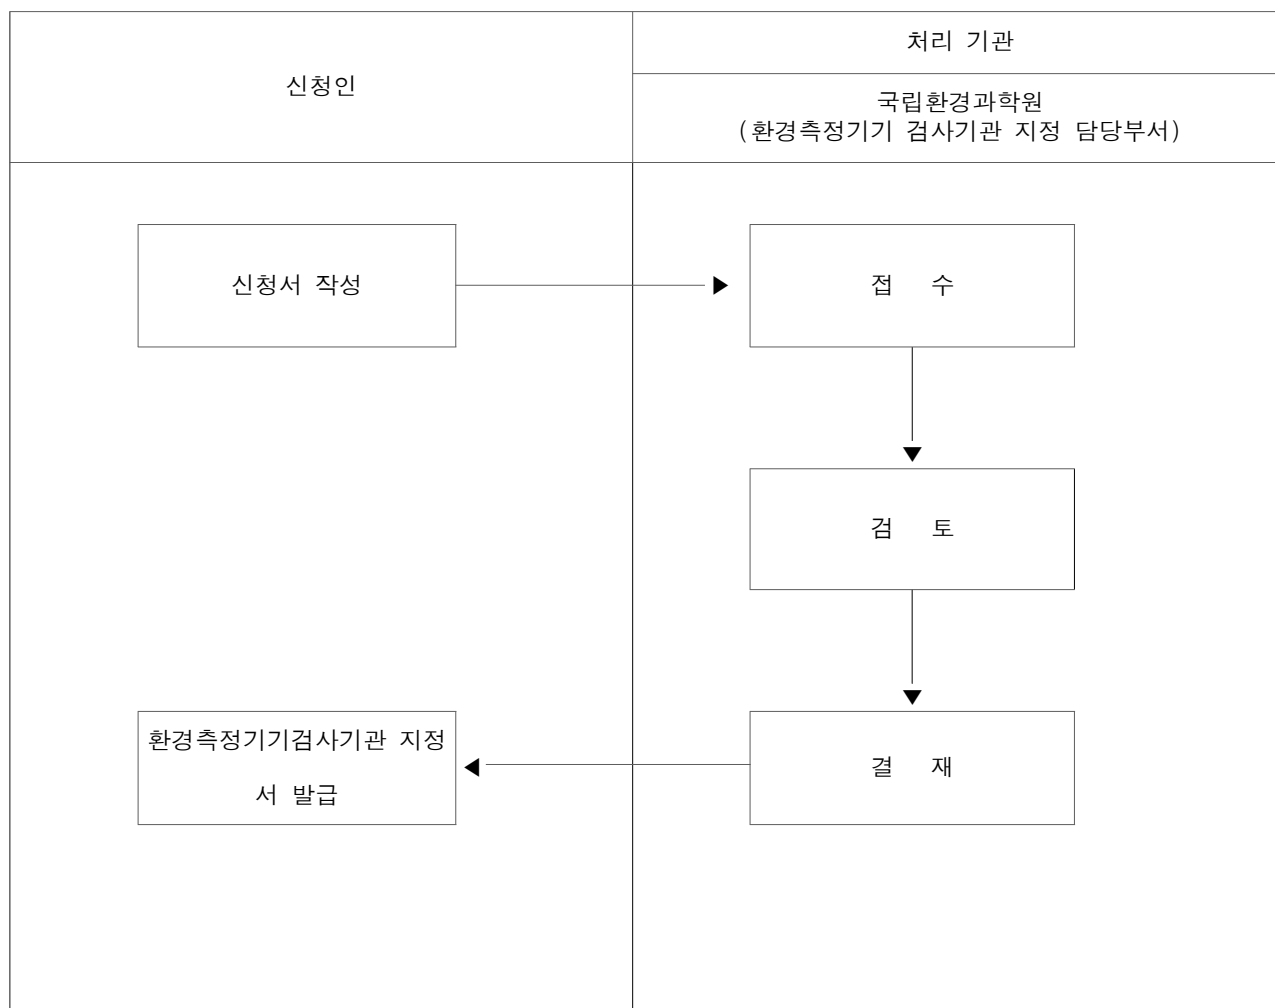 신청인
처리 기관
국립환경과학원
(환경측정기기 검사기관 지정 담당부서)
신청서 작성
접 수
검 토
환경측정기기검사기관 지정
서 발급
결 재